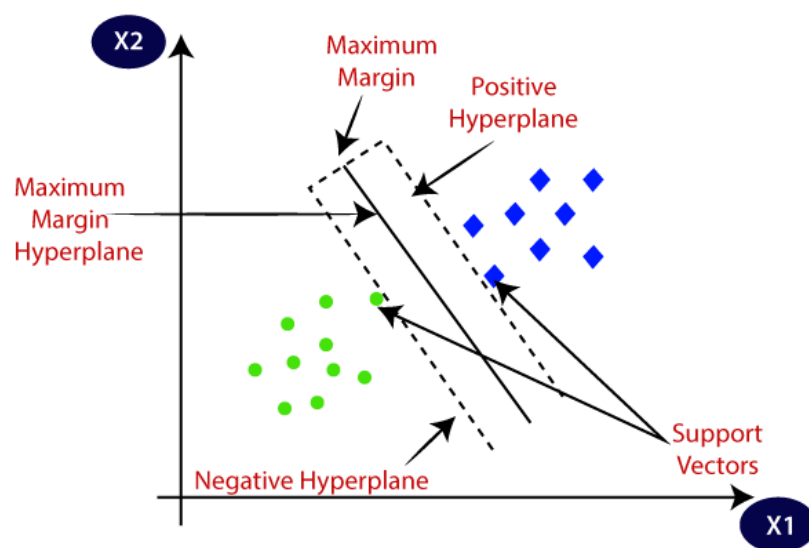 X2
Maximum
Margin
Positive
Hyperplane
Maximum
Margin
Hyperplane
Support
Vectors
Negative Hyperplane
X1